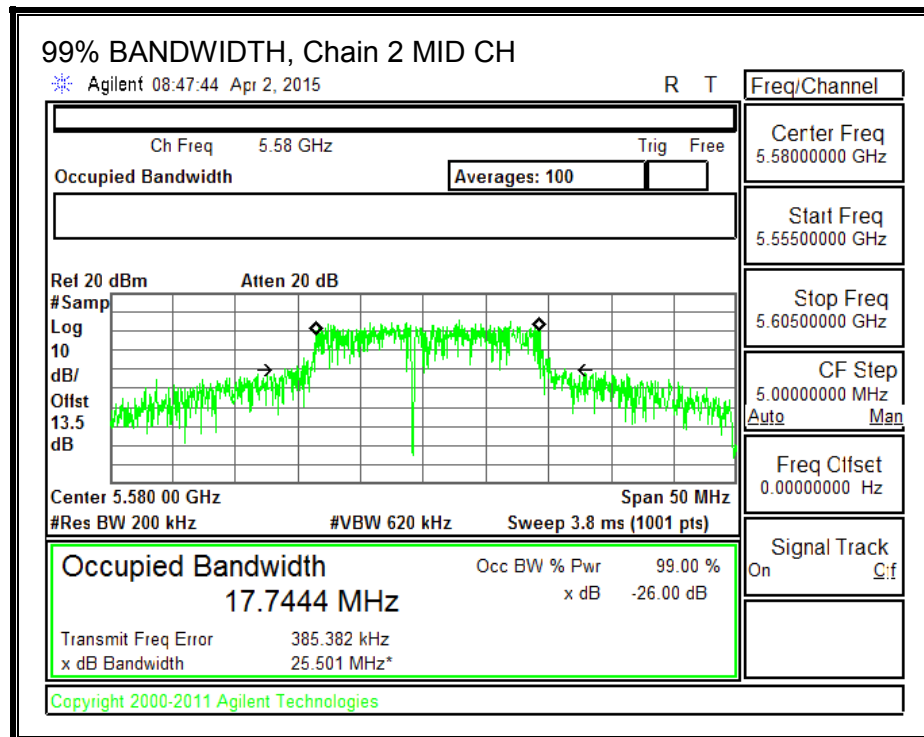 99% BANDWIDTH, Chain 2 MID CH
Agilent 08:47:44 Apr 2, 2015 R T
Freq/Channel
Ch Freq 5.58 GHz Trig Free
Occupied Bandwidth Averages: 100
Center Freq
5.58000000 GHz
Start Freq
5.55500000 GHz
Stop Freq
5.60500000 GHz
CF Step
5.00000000 MHz
Auto Man
Freq Offset
0.00000000 Hz
Signal Track
On Off
Ref 20 dBm Atten 20 dB
#Samp
Log
10
dB/
Offst
13.5
dB
Center 5.580 00 GHz Span 50 MHz
#Res BW 200 kHz #VBW 620 kHz Sweep 3.8 ms (1001 pts)
Occupied Bandwidth
17.7444 MHz
Occ BW % Pwr 99.00 %
x dB -26.00 dB
Transmit Freq Error 385.382 kHz
x dB Bandwidth 25.501 MHz*
Copyright 2000-2011 Agilent Technologies